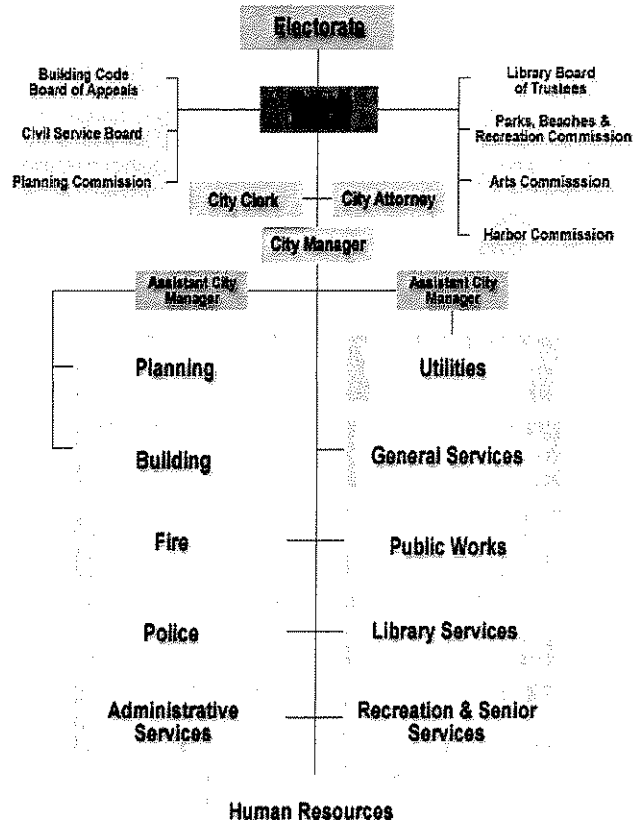 Electorate
Building Code
Board of Appeals
Civil Service Board
Planning Commission
Library Board
of Trustees
Parks, Beaches &
Recreation Commission
Arts Commisssion
Harbor Commission
City Clerk
City Attorney
City Manager
Assistant City
Manager
Assistant City
Manager
Planning
Utilities
Building
General Services
Fire
Public Works
Police
Library Services
Administrative
Services
Recreation & Senior
Services
Human Resources